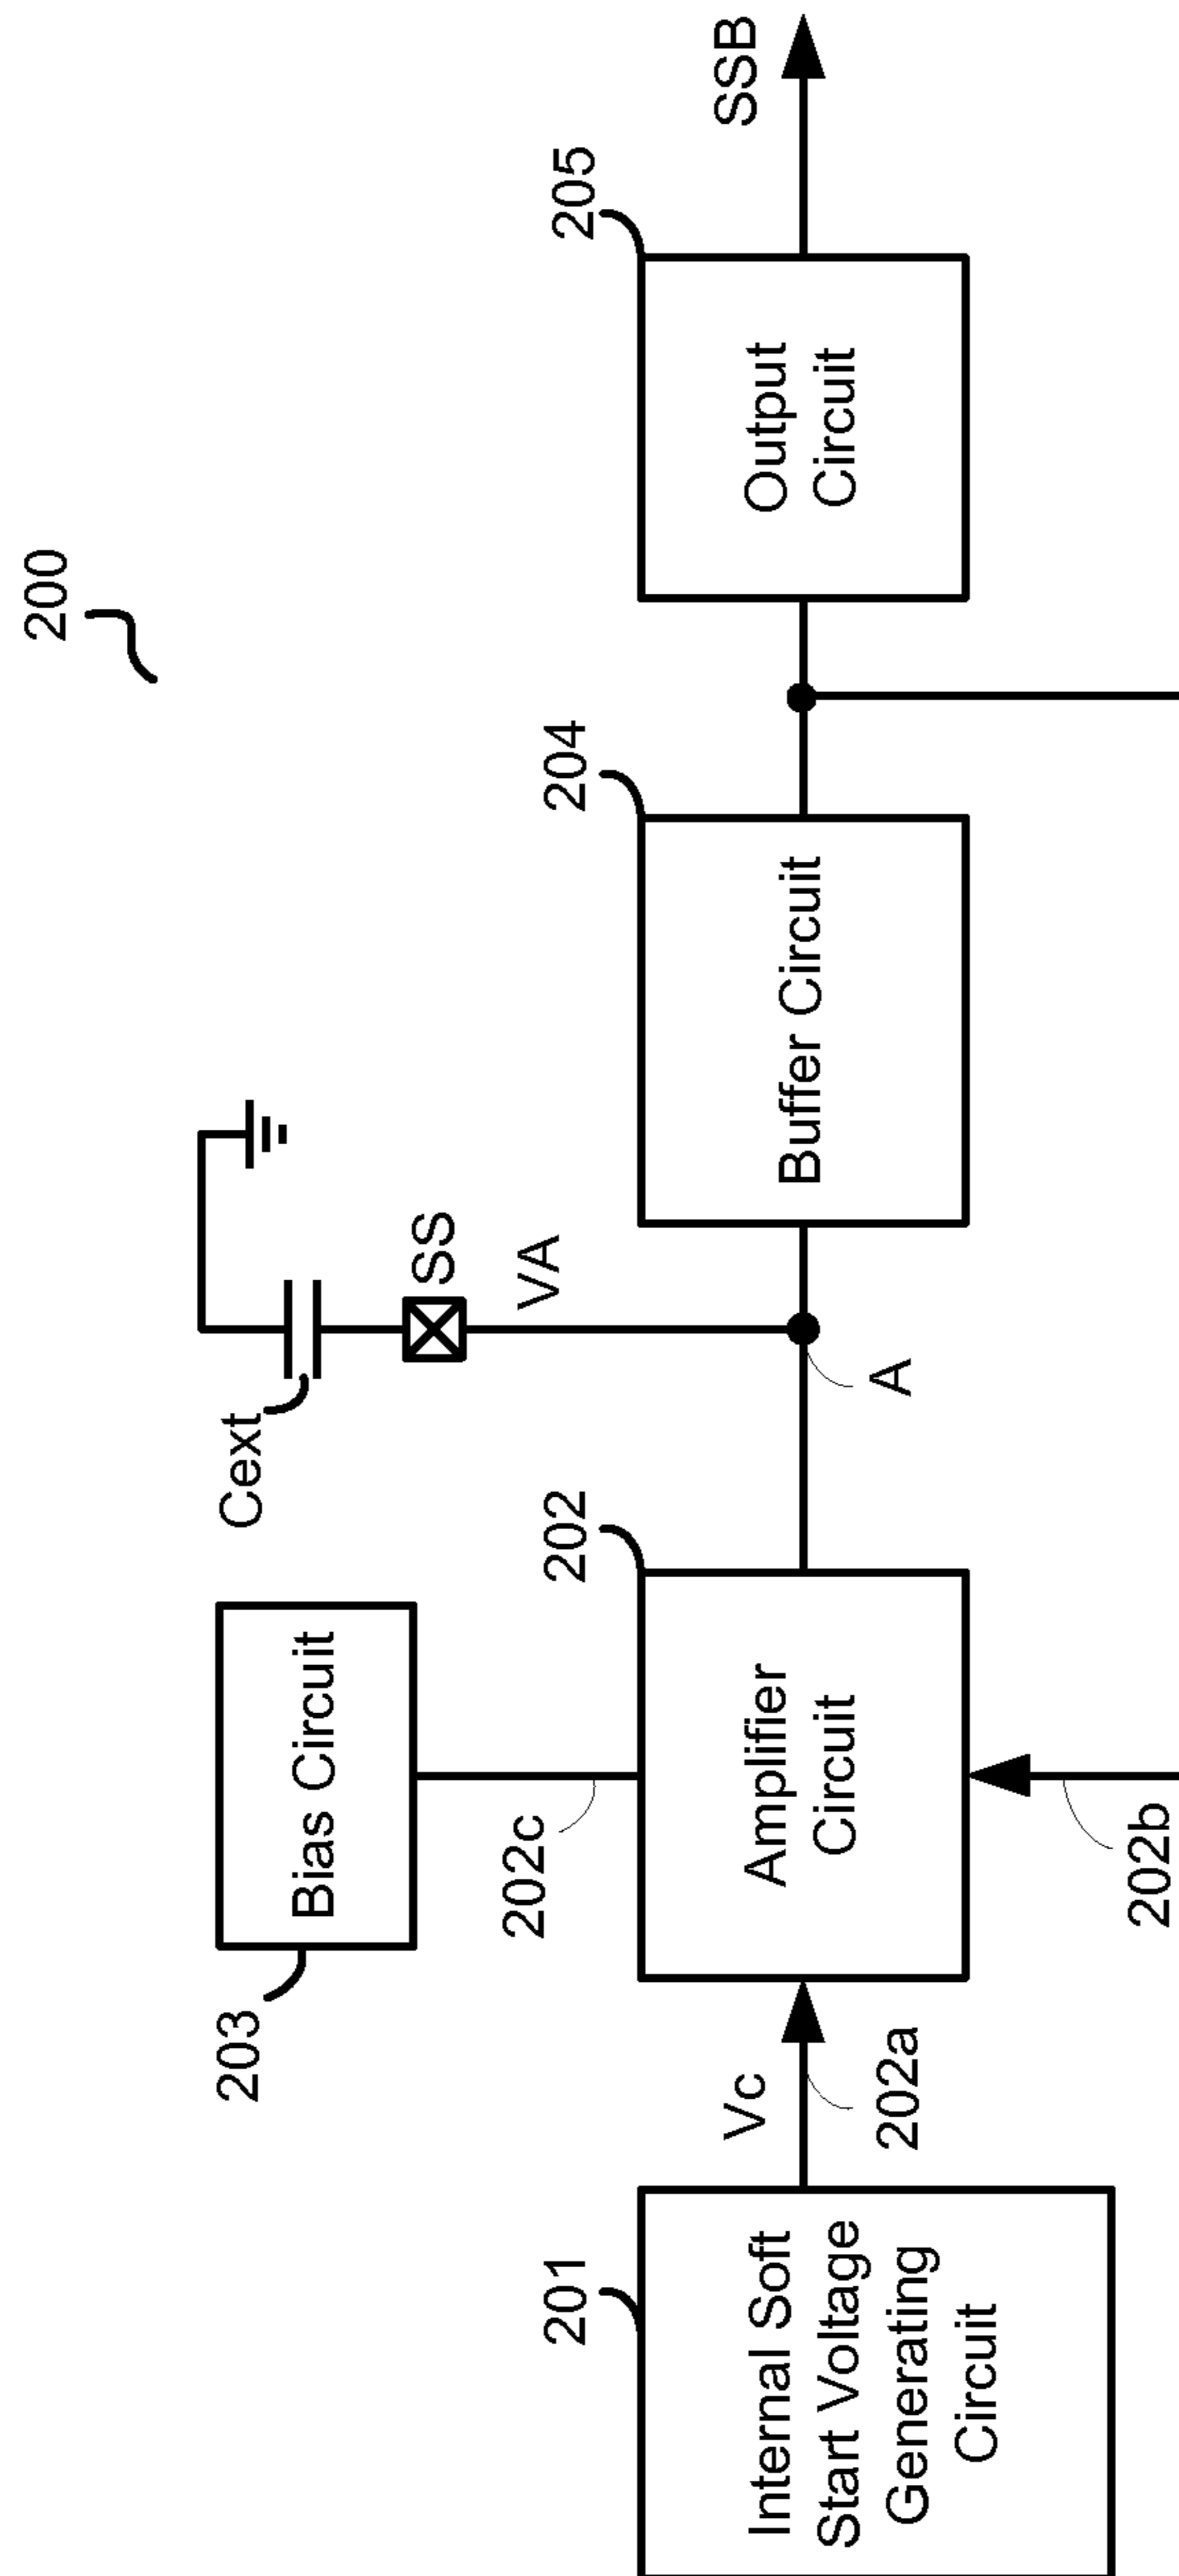 200
203
Bias Circuit
Cext
SS
VA
202c
201
Internal Soft
Start Voltage
Generating
Circuit
Vc
202a
202
Amplifier
Circuit
202b
A
204
Buffer Circuit
205
Output
Circuit
SSB